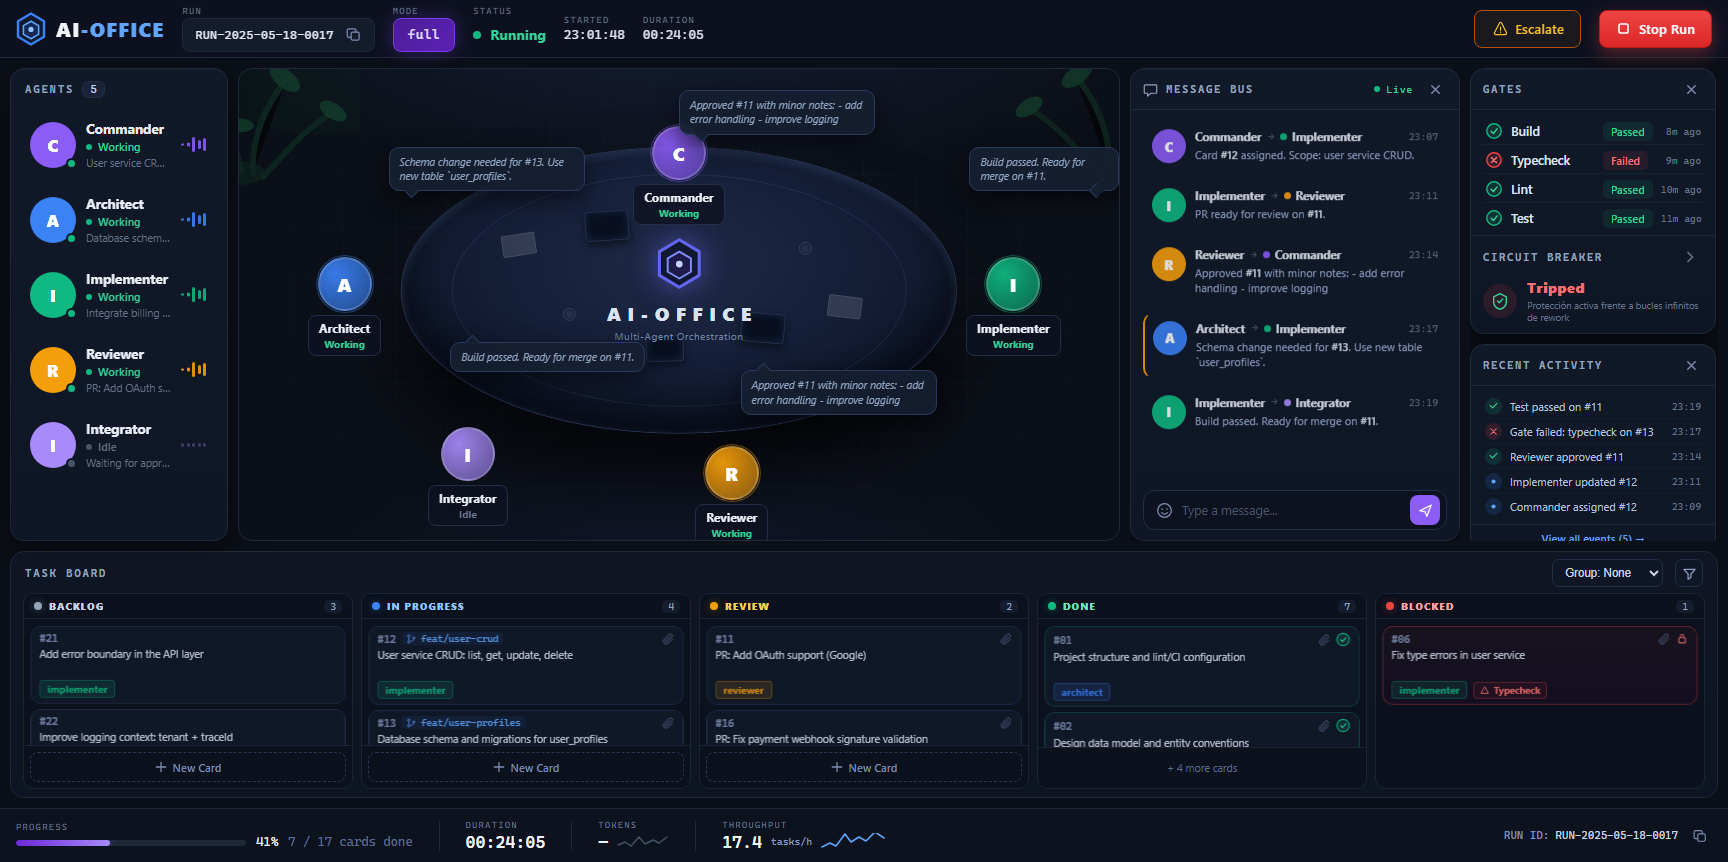 AI-OFFICE
RUN
RUN-2025-05-18-0017
MODE
full
STATUS
Running
STARTED
23:01:48
DURATION
00:24:05
Escalate
Stop Run
AGENTS 5
C
Commander
Working
User service CR...
A
Architect
Working
Database schem...
I
Implementer
Working
Integrate billing ...
R
Reviewer
Working
PR: Add OAuth s...
I
Integrator
Idle
Waiting for appr...
Approved #11 with minor notes: - add
error handling - improve logging
Schema change needed for #13. Use
new table `user_profiles`.
Build passed. Ready for
merge on #11.
C
Commander
Working
A
Architect
Working
I
Implementer
Working
AI-OFFICE
Multi-Agent Orchestration
Build passed. Ready for merge on #11.
Approved #11 with minor notes: - add
error handling - improve logging
I
Integrator
Idle
R
Reviewer
Working
MESSAGE BUS
Live
C
Commander → Implementer 23:07
Card #12 assigned. Scope: user service CRUD.
I
Implementer → Reviewer 23:11
PR ready for review on #11.
R
Reviewer → Commander 23:14
Approved #11 with minor notes: - add error
handling - improve logging
A
Architect → Implementer 23:17
Schema change needed for #13. Use new table
`user_profiles`.
I
Implementer → Integrator 23:19
Build passed. Ready for merge on #11.
Type a message...
GATES
Build Passed 8m ago
Typecheck Failed 9m ago
Lint Passed 10m ago
Test Passed 11m ago
CIRCUIT BREAKER
Tripped
Protección activa frente a bucles infinitos
de rework
RECENT ACTIVITY
Test passed on #11 23:19
Gate failed: typecheck on #13 23:17
Reviewer approved #11 23:14
Implementer updated #12 23:11
Commander assigned #12 23:09
View all events (5) →
TASK BOARD
Group: None
BACKLOG 3
#21
Add error boundary in the API layer
implementer
#22
Improve logging context: tenant + traceId
+ New Card
IN PROGRESS 4
#12 feat/user-crud
User service CRUD: list, get, update, delete
implementer
#13 feat/user-profiles
Database schema and migrations for user_profiles
+ New Card
REVIEW 2
#11
PR: Add OAuth support (Google)
reviewer
#16
PR: Fix payment webhook signature validation
+ New Card
DONE 7
#01
Project structure and lint/CI configuration
architect
#02
Design data model and entity conventions
+ 4 more cards
BLOCKED 1
#06
Fix type errors in user service
implementer
Typecheck
PROGRESS
41% 7 / 17 cards done
DURATION
00:24:05
TOKENS
—
THROUGHPUT
17.4 tasks/h
RUN ID: RUN-2025-05-18-0017